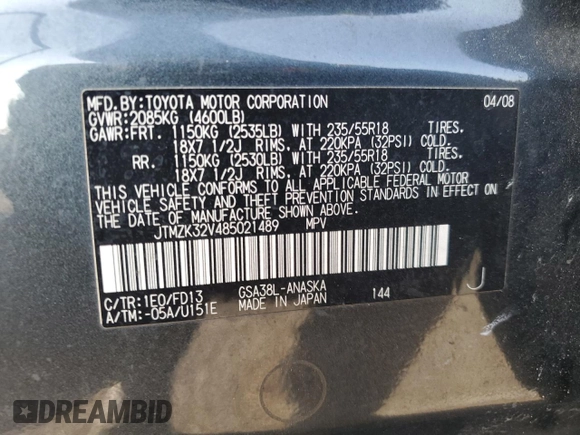 MFD.BY:TOYOTA MOTOR CORPORATION 04/08
GVWR:2085KG (4600LB)
GAWR:FRT. 1150KG (2535LB) WITH 235/55R18 TIRES.
18X7 1/2J RIMS, AT 220KPA (32PSI) COLD.
RR. 1150KG (2530LB) WITH 235/55R18 TIRES.
18X7 1/2J RIMS, AT 220KPA (32PSI) COLD.
THIS VEHICLE CONFORMS TO ALL APPLICABLE FEDERAL MOTOR
VEHICLE SAFETY AND THEFT PREVENTION STANDARDS IN EFFECT ON
THE DATE OF MANUFACTURE SHOWN ABOVE.
JTMZK32V485021489 MPV
C/TR:1E0/FD13 GSA38L-ANASKA J
A/TM:-05A/U151E MADE IN JAPAN 144
DREAMBID